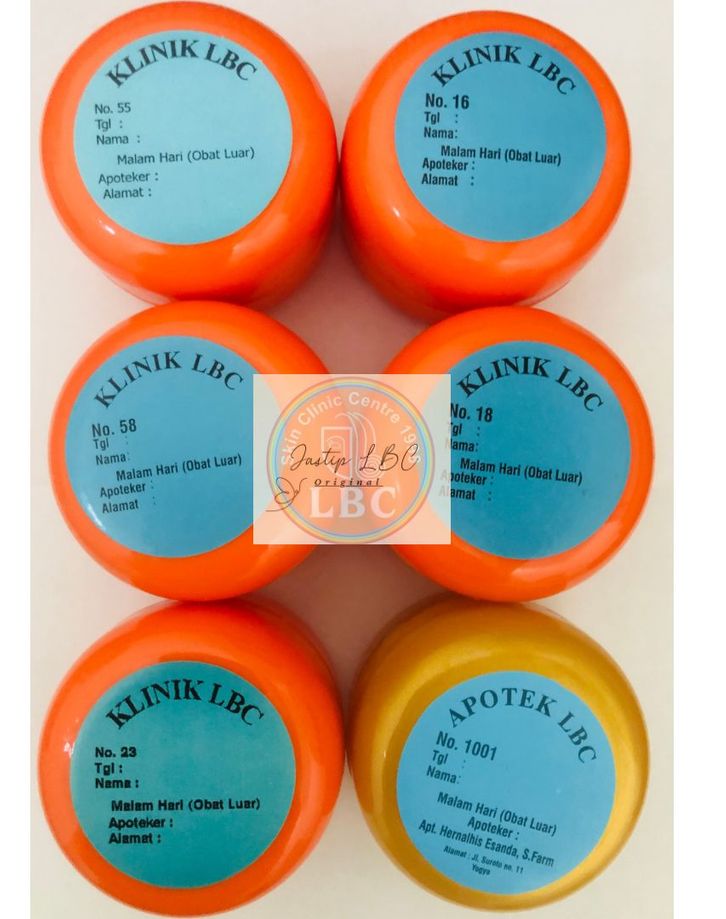 KLINIK LBC
No. 55
Tgl :
Nama :
Malam Hari (Obat Luar)
Apoteker :
Alamat :
KLINIK LBC
No. 16
Tgl :
Nama:
Malam Hari (Obat Luar)
Apoteker :
Alamat :
KLINIK LBC
No. 58
Tgl :
Nama:
Malam Hari (Obat Luar)
Apoteker :
Alamat :
KLINIK LBC
No. 18
Tgl :
Nama:
Malam Hari (Obat Luar)
Apoteker :
Alamat :
Skin Clinic Centre
Jastip LBC
Original
LBC
KLINIK LBC
No. 23
Tgl :
Nama :
Malam Hari (Obat Luar)
Apoteker :
Alamat :
APOTEK LBC
No. 1001
Tgl :
Nama:
Malam Hari (Obat Luar)
Apoteker :
Apt. Hernalhis Esanda, S.Farm
Alamat : Jl. Suroto no. 11
Yogya